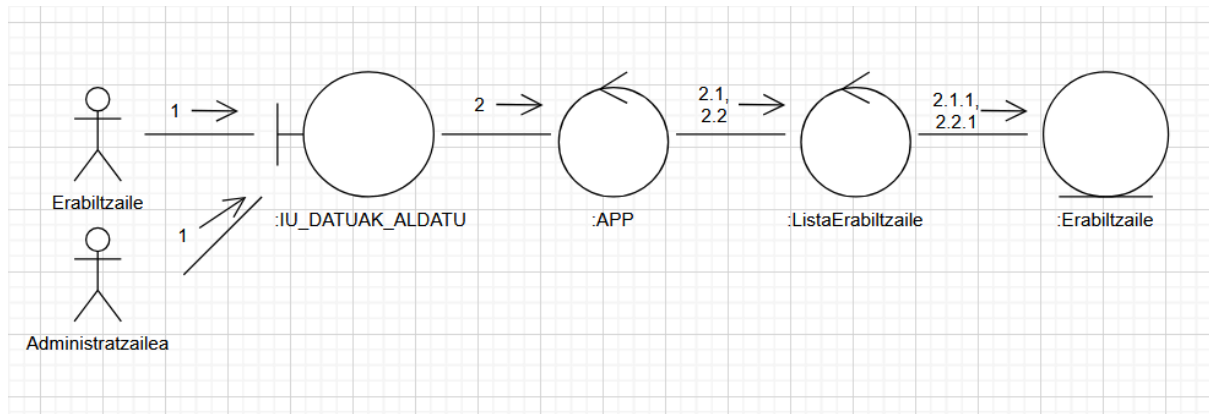 1
2
2.1,
2.2
2.1.1,
2.2.1
Erabiltzaile
:IU_DATUAK_ALDATU
:APP
:ListaErabiltzaile
:Erabiltzaile
1
Administratzailea